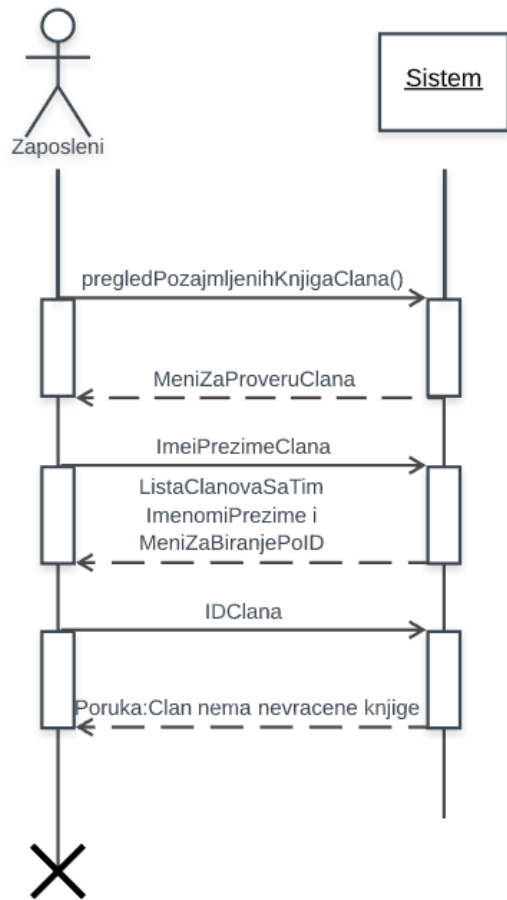 Zaposleni
Sistem
pregledPozajmljenihKnjigaClana()
MeniZaProveruClana
ImeiPrezimeClana
ListaClanovaSaTim
ImenomiPrezime i
MeniZaBiranjePoID
IDClana
Poruka:Clan nema nevracene knjige